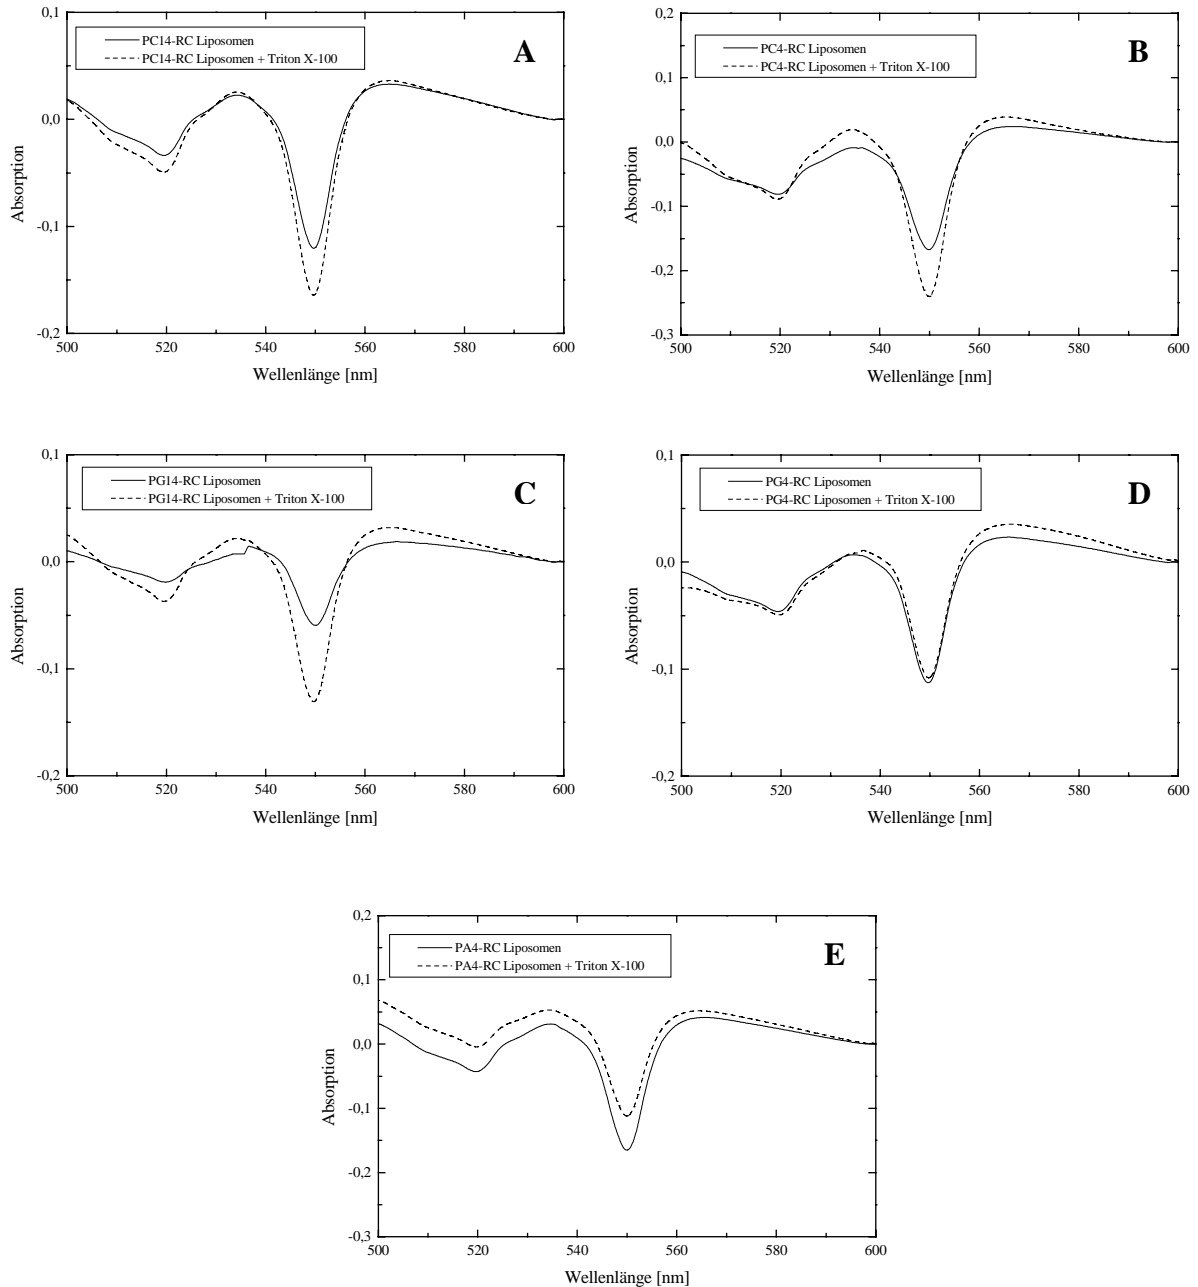 PC14-RC Liposomen
PC14-RC Liposomen + Triton X-100
A
0,1
0,0
-0,1
-0,2
Absorption
500 520 540 560 580 600
Wellenlänge [nm]
PC4-RC Liposomen
PC4-RC Liposomen + Triton X-100
B
0,2
0,1
0,0
-0,1
-0,2
-0,3
Absorption
500 520 540 560 580 600
Wellenlänge [nm]
PG14-RC Liposomen
PG14-RC Liposomen + Triton X-100
C
0,1
0,0
-0,1
-0,2
Absorption
500 520 540 560 580 600
Wellenlänge [nm]
PG4-RC Liposomen
PG4-RC Liposomen + Triton X-100
D
0,1
0,0
-0,1
-0,2
Absorption
500 520 540 560 580 600
Wellenlänge [nm]
PA4-RC Liposomen
PA4-RC Liposomen + Triton X-100
E
0,2
0,1
0,0
-0,1
-0,2
-0,3
Absorption
500 520 540 560 580 600
Wellenlänge [nm]